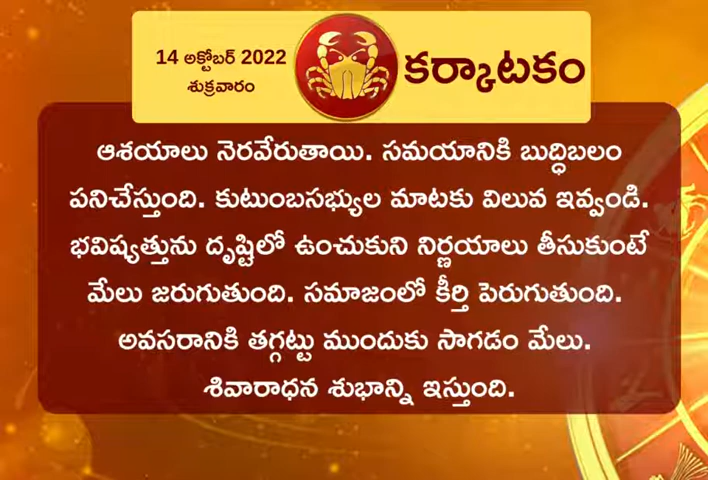 14 అక్టోబర్ 2022
శుక్రవారం
కర్కాటకం
ఆశయాలు నెరవేరుతాయి. సమయానికి బుద్ధిబలం
పనిచేస్తుంది. కుటుంబసభ్యుల మాటకు విలువ ఇవ్వండి.
భవిష్యత్తును దృష్టిలో ఉంచుకుని నిర్ణయాలు తీసుకుంటే
మేలు జరుగుతుంది. సమాజంలో కీర్తి పెరుగుతుంది.
అవసరానికి తగ్గట్టు ముందుకు సాగడం మేలు.
శివారాధన శుభాన్ని ఇస్తుంది.